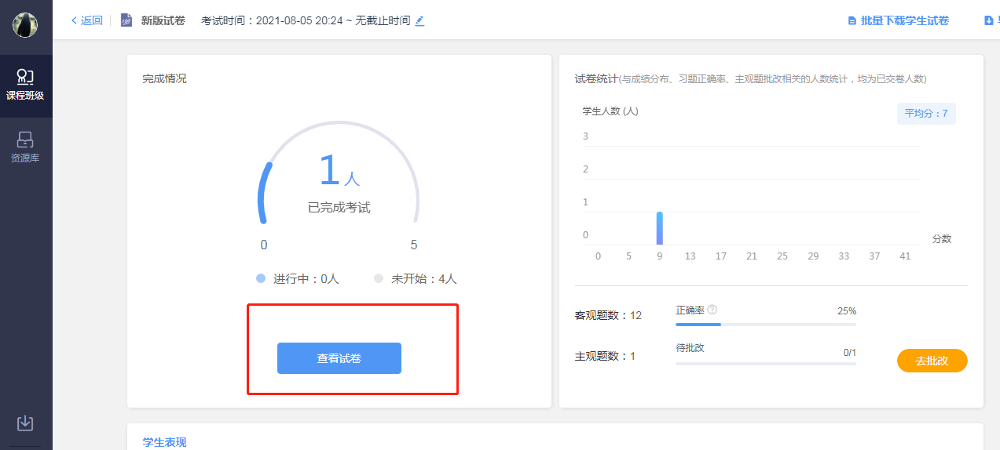 返回
新版试卷
考试时间：2021-08-05 20:24 ~ 无截止时间
批量下载学生试卷
课程班级
资源库
完成情况
1人
已完成考试
0
5
进行中：0人
未开始：4人
查看试卷
试卷统计(与成绩分布、习题正确率、主观题批改相关的人数统计，均为已交卷人数)
学生人数 (人)
平均分：7
3
2
1
0
分数
0 5 9 13 17 21 25 29 33 37 41
客观题数：12
正确率
25%
主观题数：1
待批改
0/1
去批改
学生表现